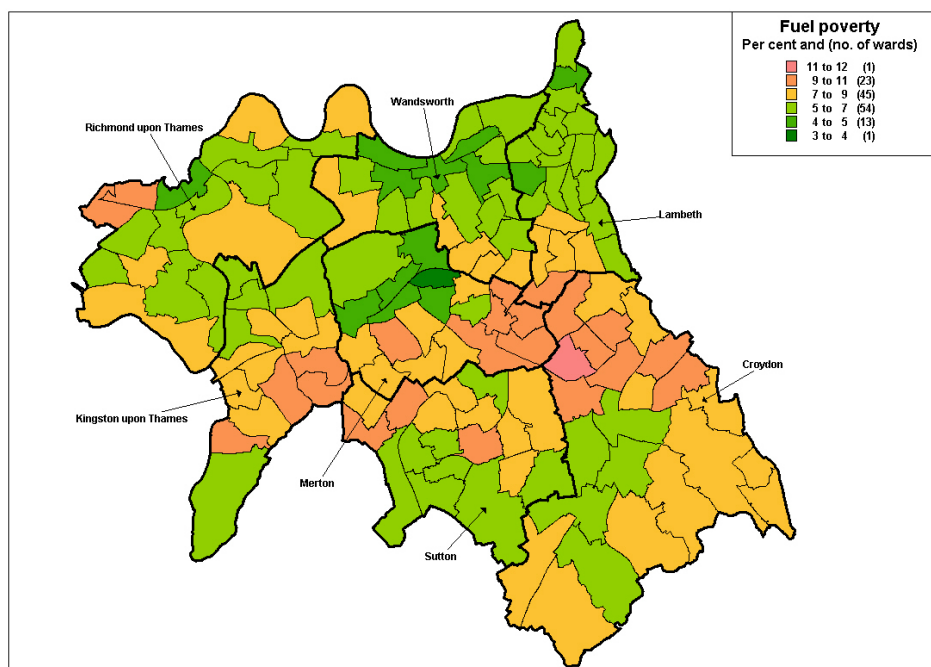 Fuel poverty
Per cent and (no. of wards)
11 to 12 (1)
9 to 11 (23)
7 to 9 (45)
5 to 7 (54)
4 to 5 (13)
3 to 4 (1)
Wandsworth
Richmond upon Thames
Lambeth
Croydon
Kingston upon Thames
Merton
Sutton